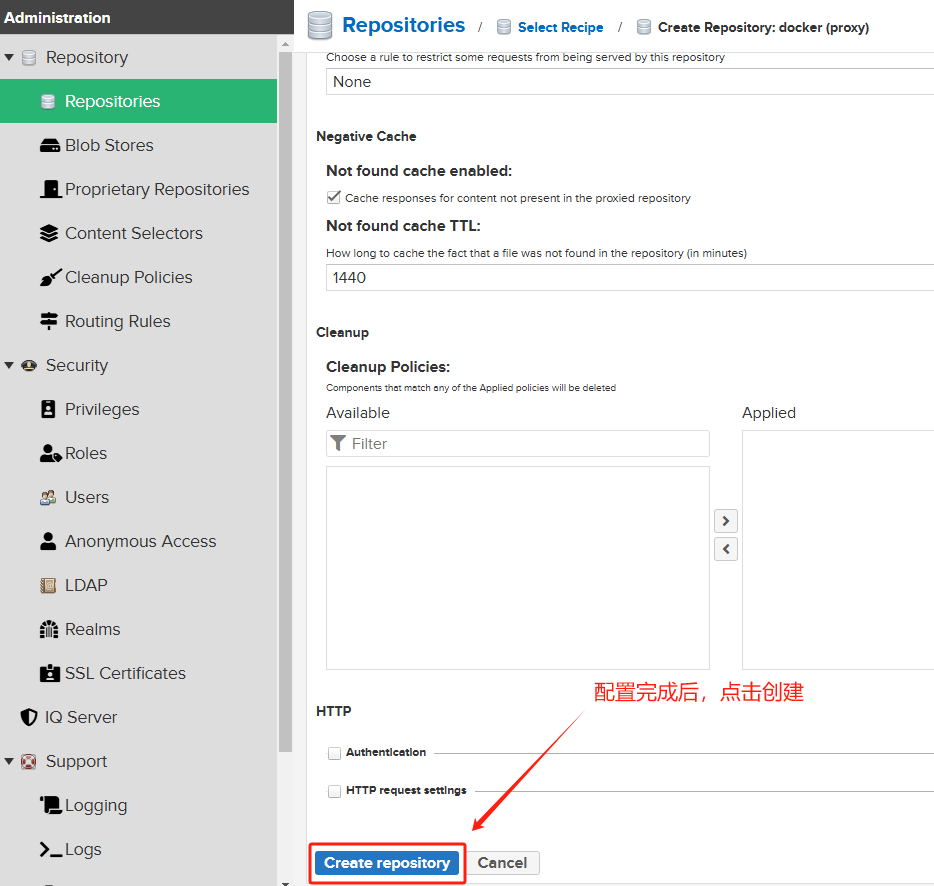 Administration
Repository
Repositories
Blob Stores
Proprietary Repositories
Content Selectors
Cleanup Policies
Routing Rules
Security
Privileges
Roles
Users
Anonymous Access
LDAP
Realms
SSL Certificates
IQ Server
Support
Logging
Logs
Repositories / Select Recipe / Create Repository: docker (proxy)
Choose a rule to restrict some requests from being served by this repository
None
Negative Cache
Not found cache enabled:
Cache responses for content not present in the proxied repository
Not found cache TTL:
How long to cache the fact that a file was not found in the repository (in minutes)
1440
Cleanup
Cleanup Policies:
Components that match any of the Applied policies will be deleted
Available
Applied
Filter
配置完成后，点击创建
HTTP
Authentication
HTTP request settings
Create repository
Cancel